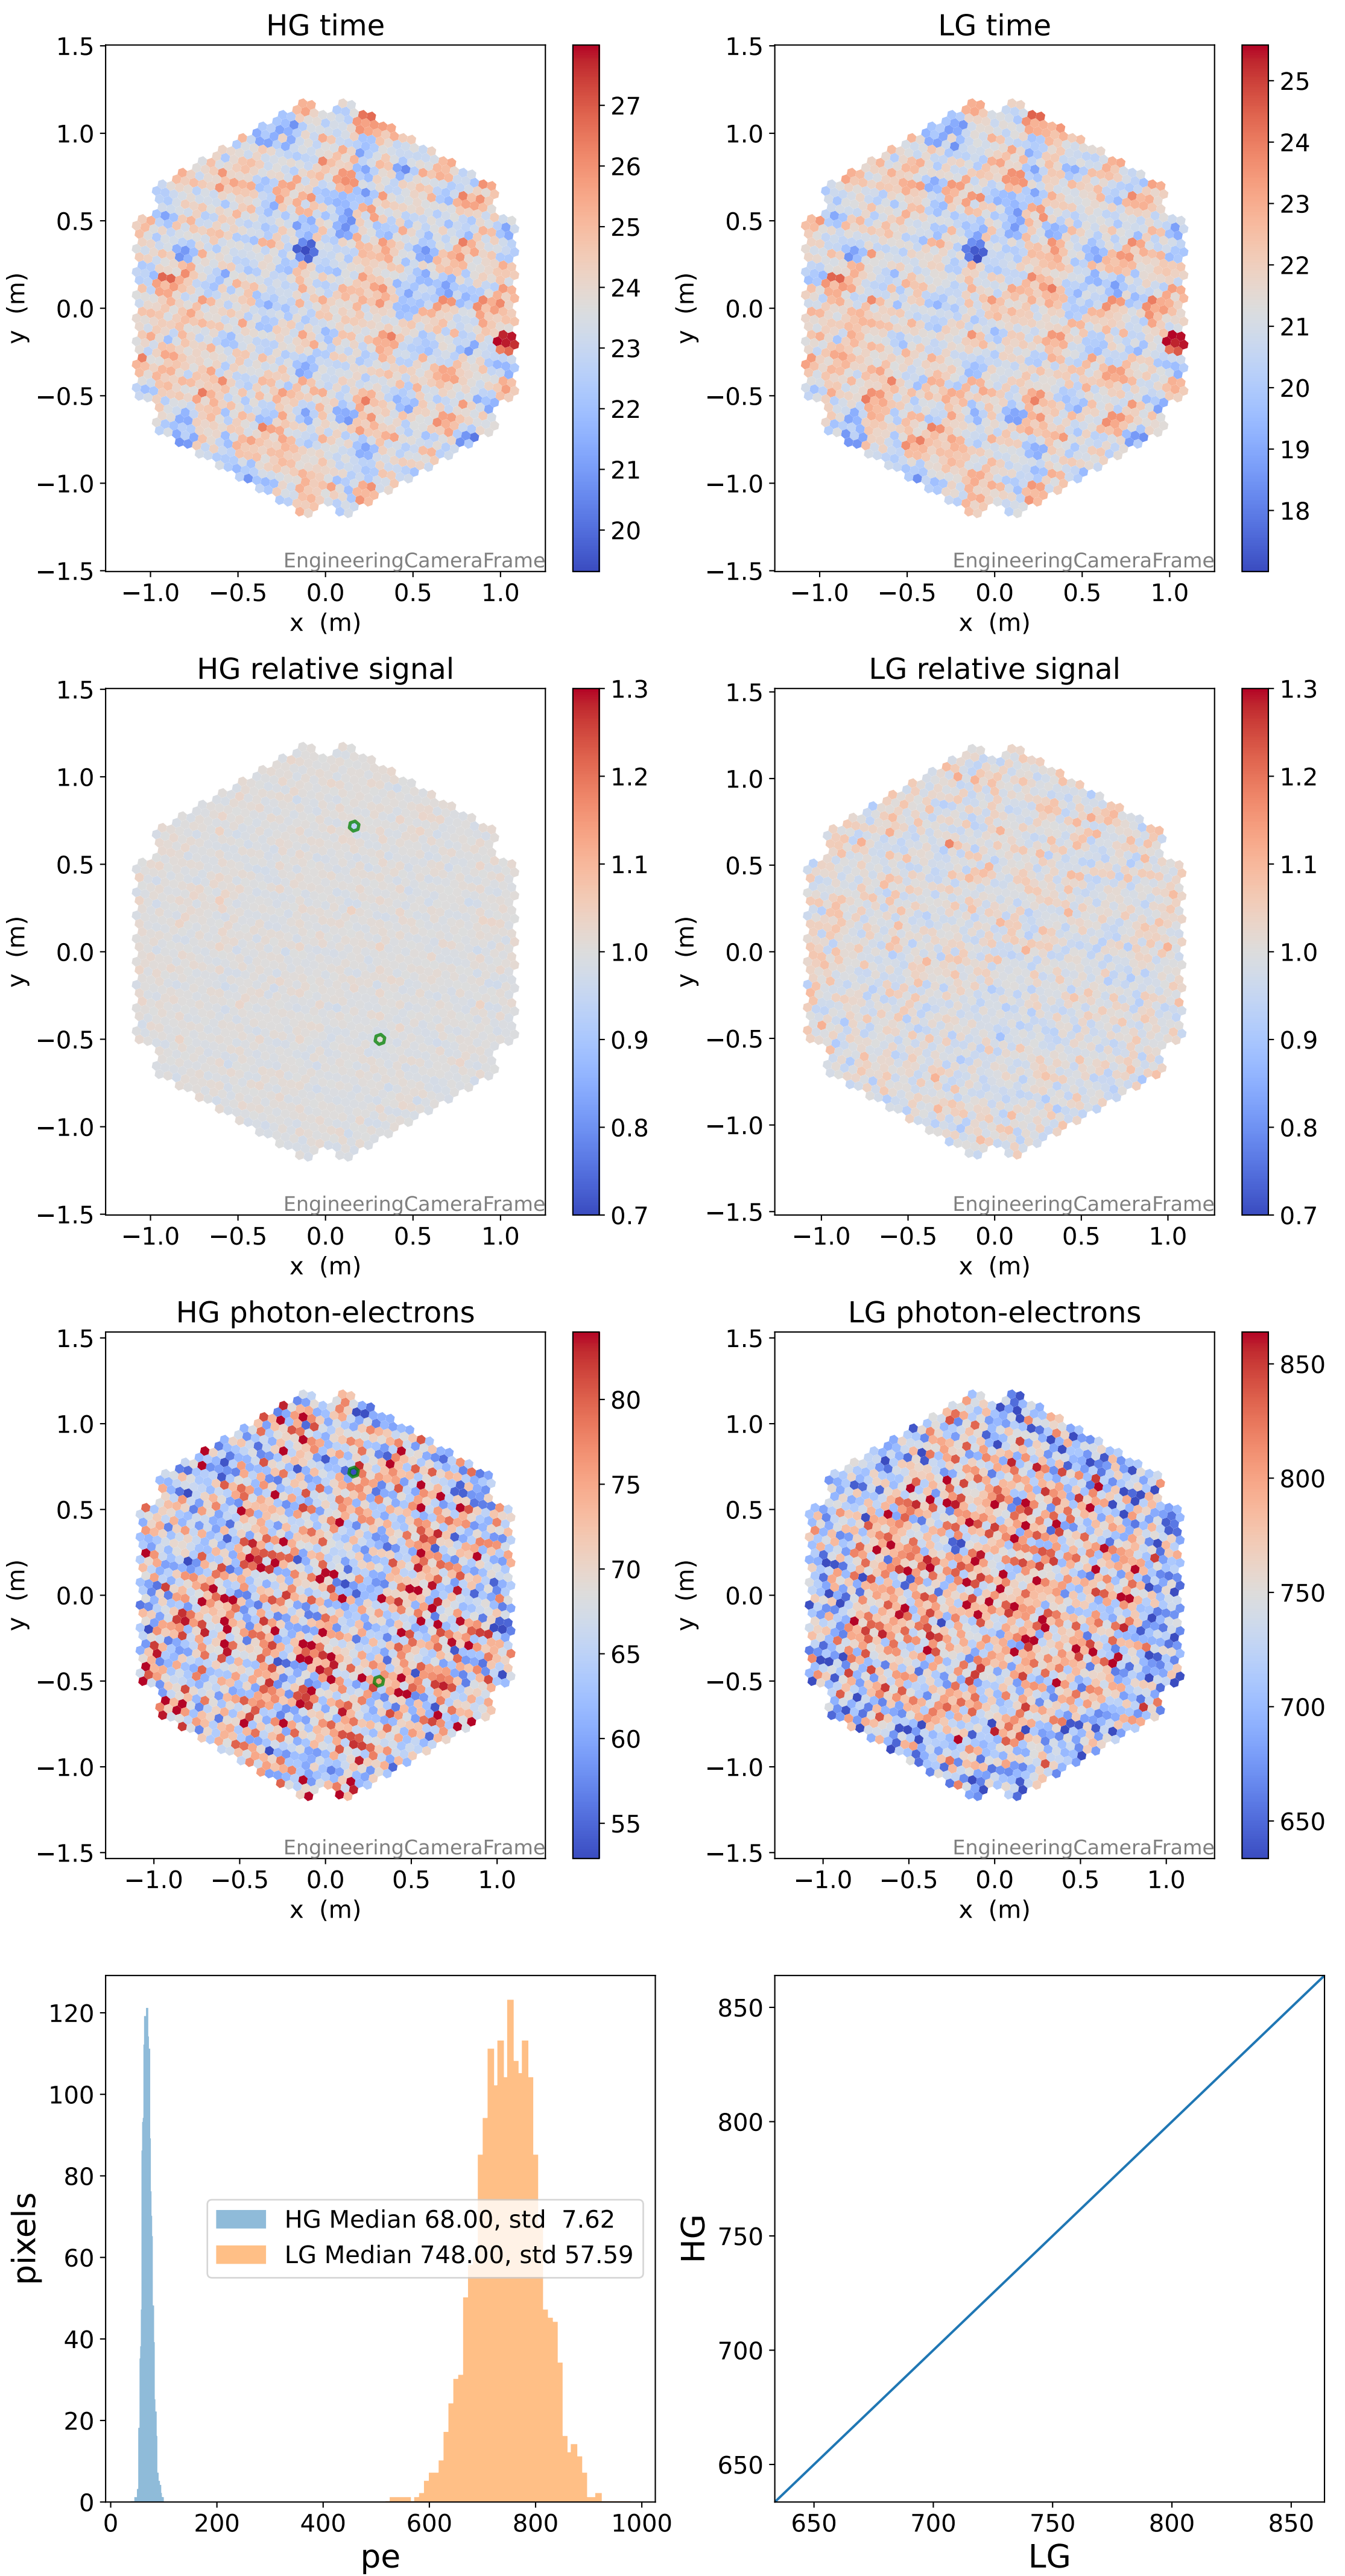 HG time
LG time
1.5
1.0
0.5
0.0
−0.5
−1.0
−1.5
y (m)
−1.0 −0.5 0.0 0.5 1.0
x (m)
EngineeringCameraFrame
27
26
25
24
23
22
21
20
1.5
1.0
0.5
0.0
−0.5
−1.0
−1.5
y (m)
−1.0 −0.5 0.0 0.5 1.0
x (m)
EngineeringCameraFrame
25
24
23
22
21
20
19
18
HG relative signal
LG relative signal
1.5
1.0
0.5
0.0
−0.5
−1.0
−1.5
y (m)
−1.0 −0.5 0.0 0.5 1.0
x (m)
EngineeringCameraFrame
1.3
1.2
1.1
1.0
0.9
0.8
0.7
1.5
1.0
0.5
0.0
−0.5
−1.0
−1.5
y (m)
−1.0 −0.5 0.0 0.5 1.0
x (m)
EngineeringCameraFrame
1.3
1.2
1.1
1.0
0.9
0.8
0.7
HG photon-electrons
LG photon-electrons
1.5
1.0
0.5
0.0
−0.5
−1.0
−1.5
y (m)
−1.0 −0.5 0.0 0.5 1.0
x (m)
EngineeringCameraFrame
80
75
70
65
60
55
1.5
1.0
0.5
0.0
−0.5
−1.0
−1.5
y (m)
−1.0 −0.5 0.0 0.5 1.0
x (m)
EngineeringCameraFrame
850
800
750
700
650
120
100
80
60
40
20
0
pixels
HG Median 68.00, std 7.62
LG Median 748.00, std 57.59
0 200 400 600 800 1000
pe
850
800
750
700
650
HG
650 700 750 800 850
LG